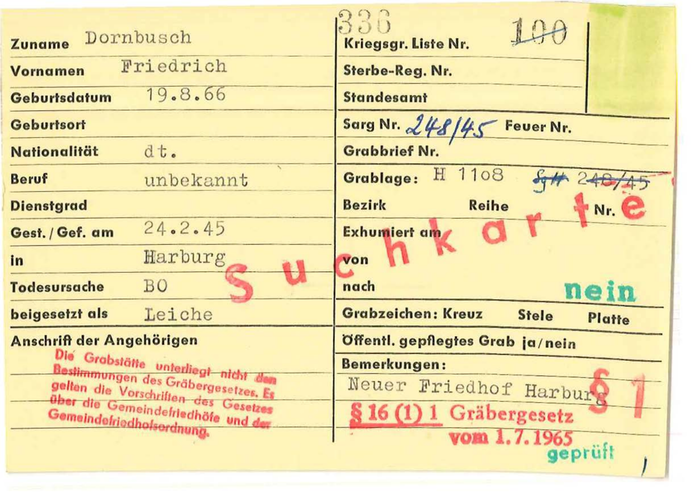 Zuname Dornbusch
Vornamen Friedrich
Geburtsdatum 19.8.66
Geburtsort
Nationalität dt.
Beruf unbekannt
Dienstgrad
Gest./Gef. am 24.2.45
in Harburg
Todesursache BO
beigesetzt als Leiche
Anschrift der Angehörigen
Die Grabstätte unterliegt nicht den
Bestimmungen des Gräbergesetzes. Es
gelten die Vorschriften des Gesetzes
über die Gemeindefriedhöfe und der
Gemeindefriedhofsordnung.
336
Kriegsgr. Liste Nr. 100
Sterbe-Reg. Nr.
Standesamt
Sarg Nr. 248/45 Feuer Nr.
Grabbrief Nr.
Grablage: H 1108 240/45
Bezirk Reihe Nr.
Suchkarte
Exhumiert am
von
nach
nein
Grabzeichen: Kreuz Stele Platte
Öffentl. gepflegtes Grab ja/nein
Bemerkungen:
Neuer Friedhof Harburg
§ 1
§ 16 (1) 1 Gräbergesetz
vom 1.7.1965
geprüft